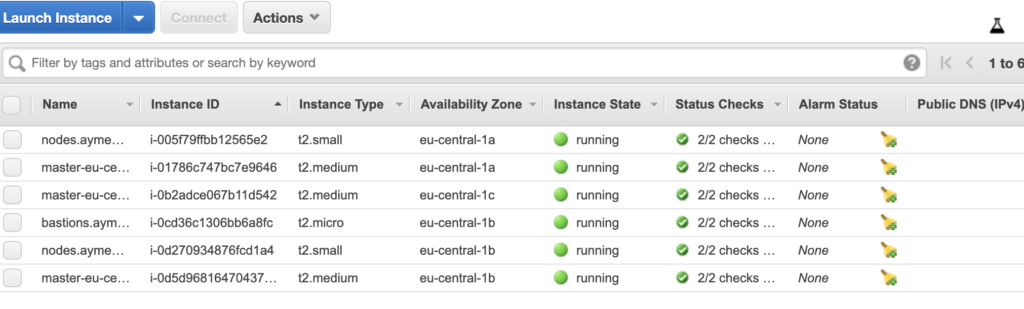 Launch Instance Connect Actions
Filter by tags and attributes or search by keyword 1 to 6
Name Instance ID Instance Type Availability Zone Instance State Status Checks Alarm Status Public DNS (IPv4)
nodes.ayme... i-005f79ffbb12565e2 t2.small eu-central-1a running 2/2 checks ... None
master-eu-ce... i-01786c747bc7e9646 t2.medium eu-central-1a running 2/2 checks ... None
master-eu-ce... i-0b2adce067b11d542 t2.medium eu-central-1c running 2/2 checks ... None
bastions.aym... i-0cd36c1306bb6a8fc t2.micro eu-central-1b running 2/2 checks ... None
nodes.ayme... i-0d270934876fcd1a4 t2.small eu-central-1b running 2/2 checks ... None
master-eu-ce... i-0d5d96816470437... t2.medium eu-central-1b running 2/2 checks ... None